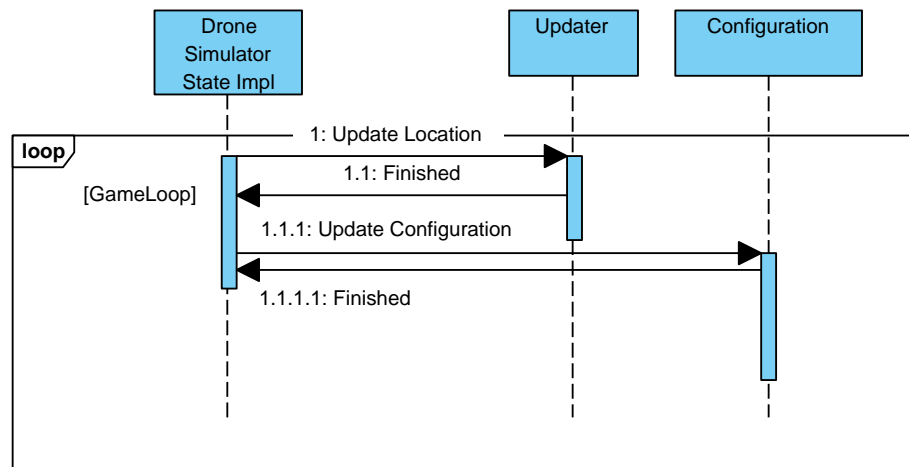 Drone
Simulator
State Impl
Updater
Configuration
1: Update Location
loop
1.1: Finished
[GameLoop]
1.1.1: Update Configuration
1.1.1.1: Finished